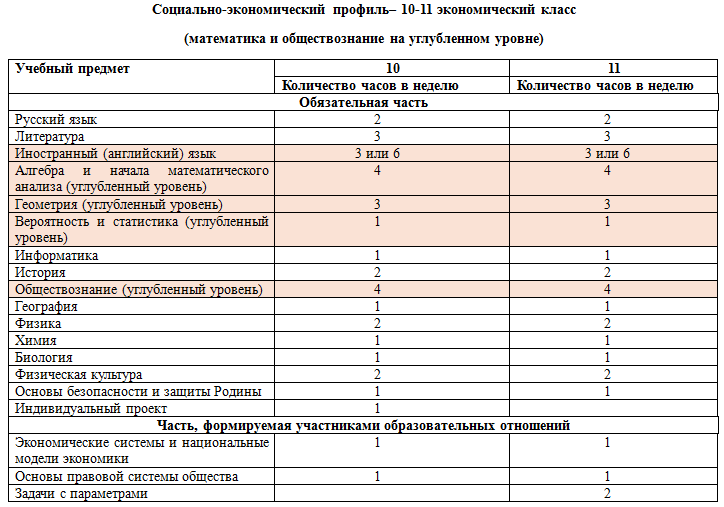 Социально-экономический профиль– 10-11 экономический класс
(математика и обществознание на углубленном уровне)
Учебный предмет 10 11
Количество часов в неделю Количество часов в неделю
Обязательная часть
Русский язык 2 2
Литература 3 3
Иностранный (английский) язык 3 или 6 3 или 6
Алгебра и начала математического 4 4
анализа (углубленный уровень)
Геометрия (углубленный уровень) 3 3
Вероятность и статистика (углубленный 1 1
уровень)
Информатика 1 1
История 2 2
Обществознание (углубленный уровень) 4 4
География 1 1
Физика 2 2
Химия 1 1
Биология 1 1
Физическая культура 2 2
Основы безопасности и защиты Родины 1 1
Индивидуальный проект 1
Часть, формируемая участниками образовательных отношений
Экономические системы и национальные 1 1
модели экономики
Основы правовой системы общества 1 1
Задачи с параметрами 2